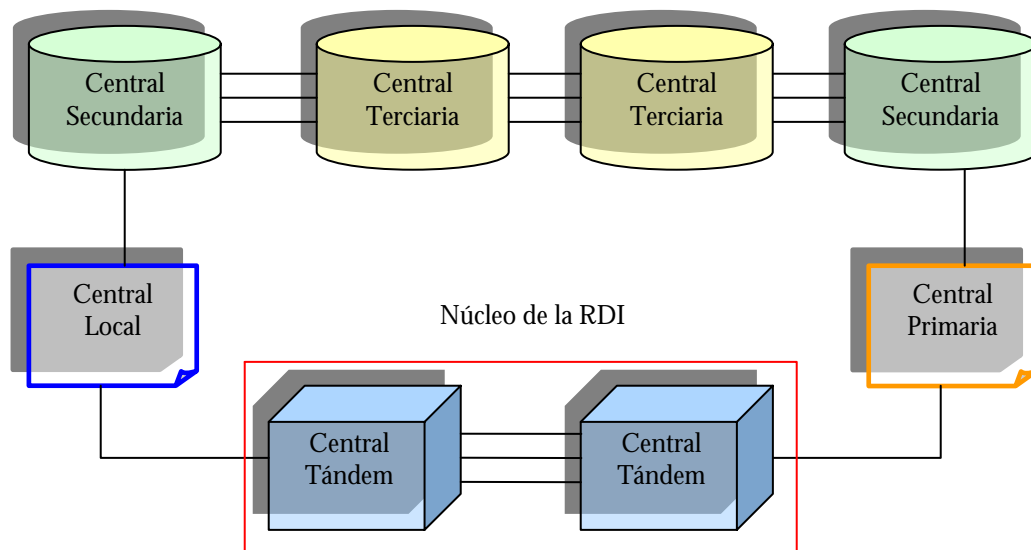 Central
Secundaria
Central
Terciaria
Central
Terciaria
Central
Secundaria
Central
Local
Núcleo de la RDI
Central
Primaria
Central
Tándem
Central
Tándem